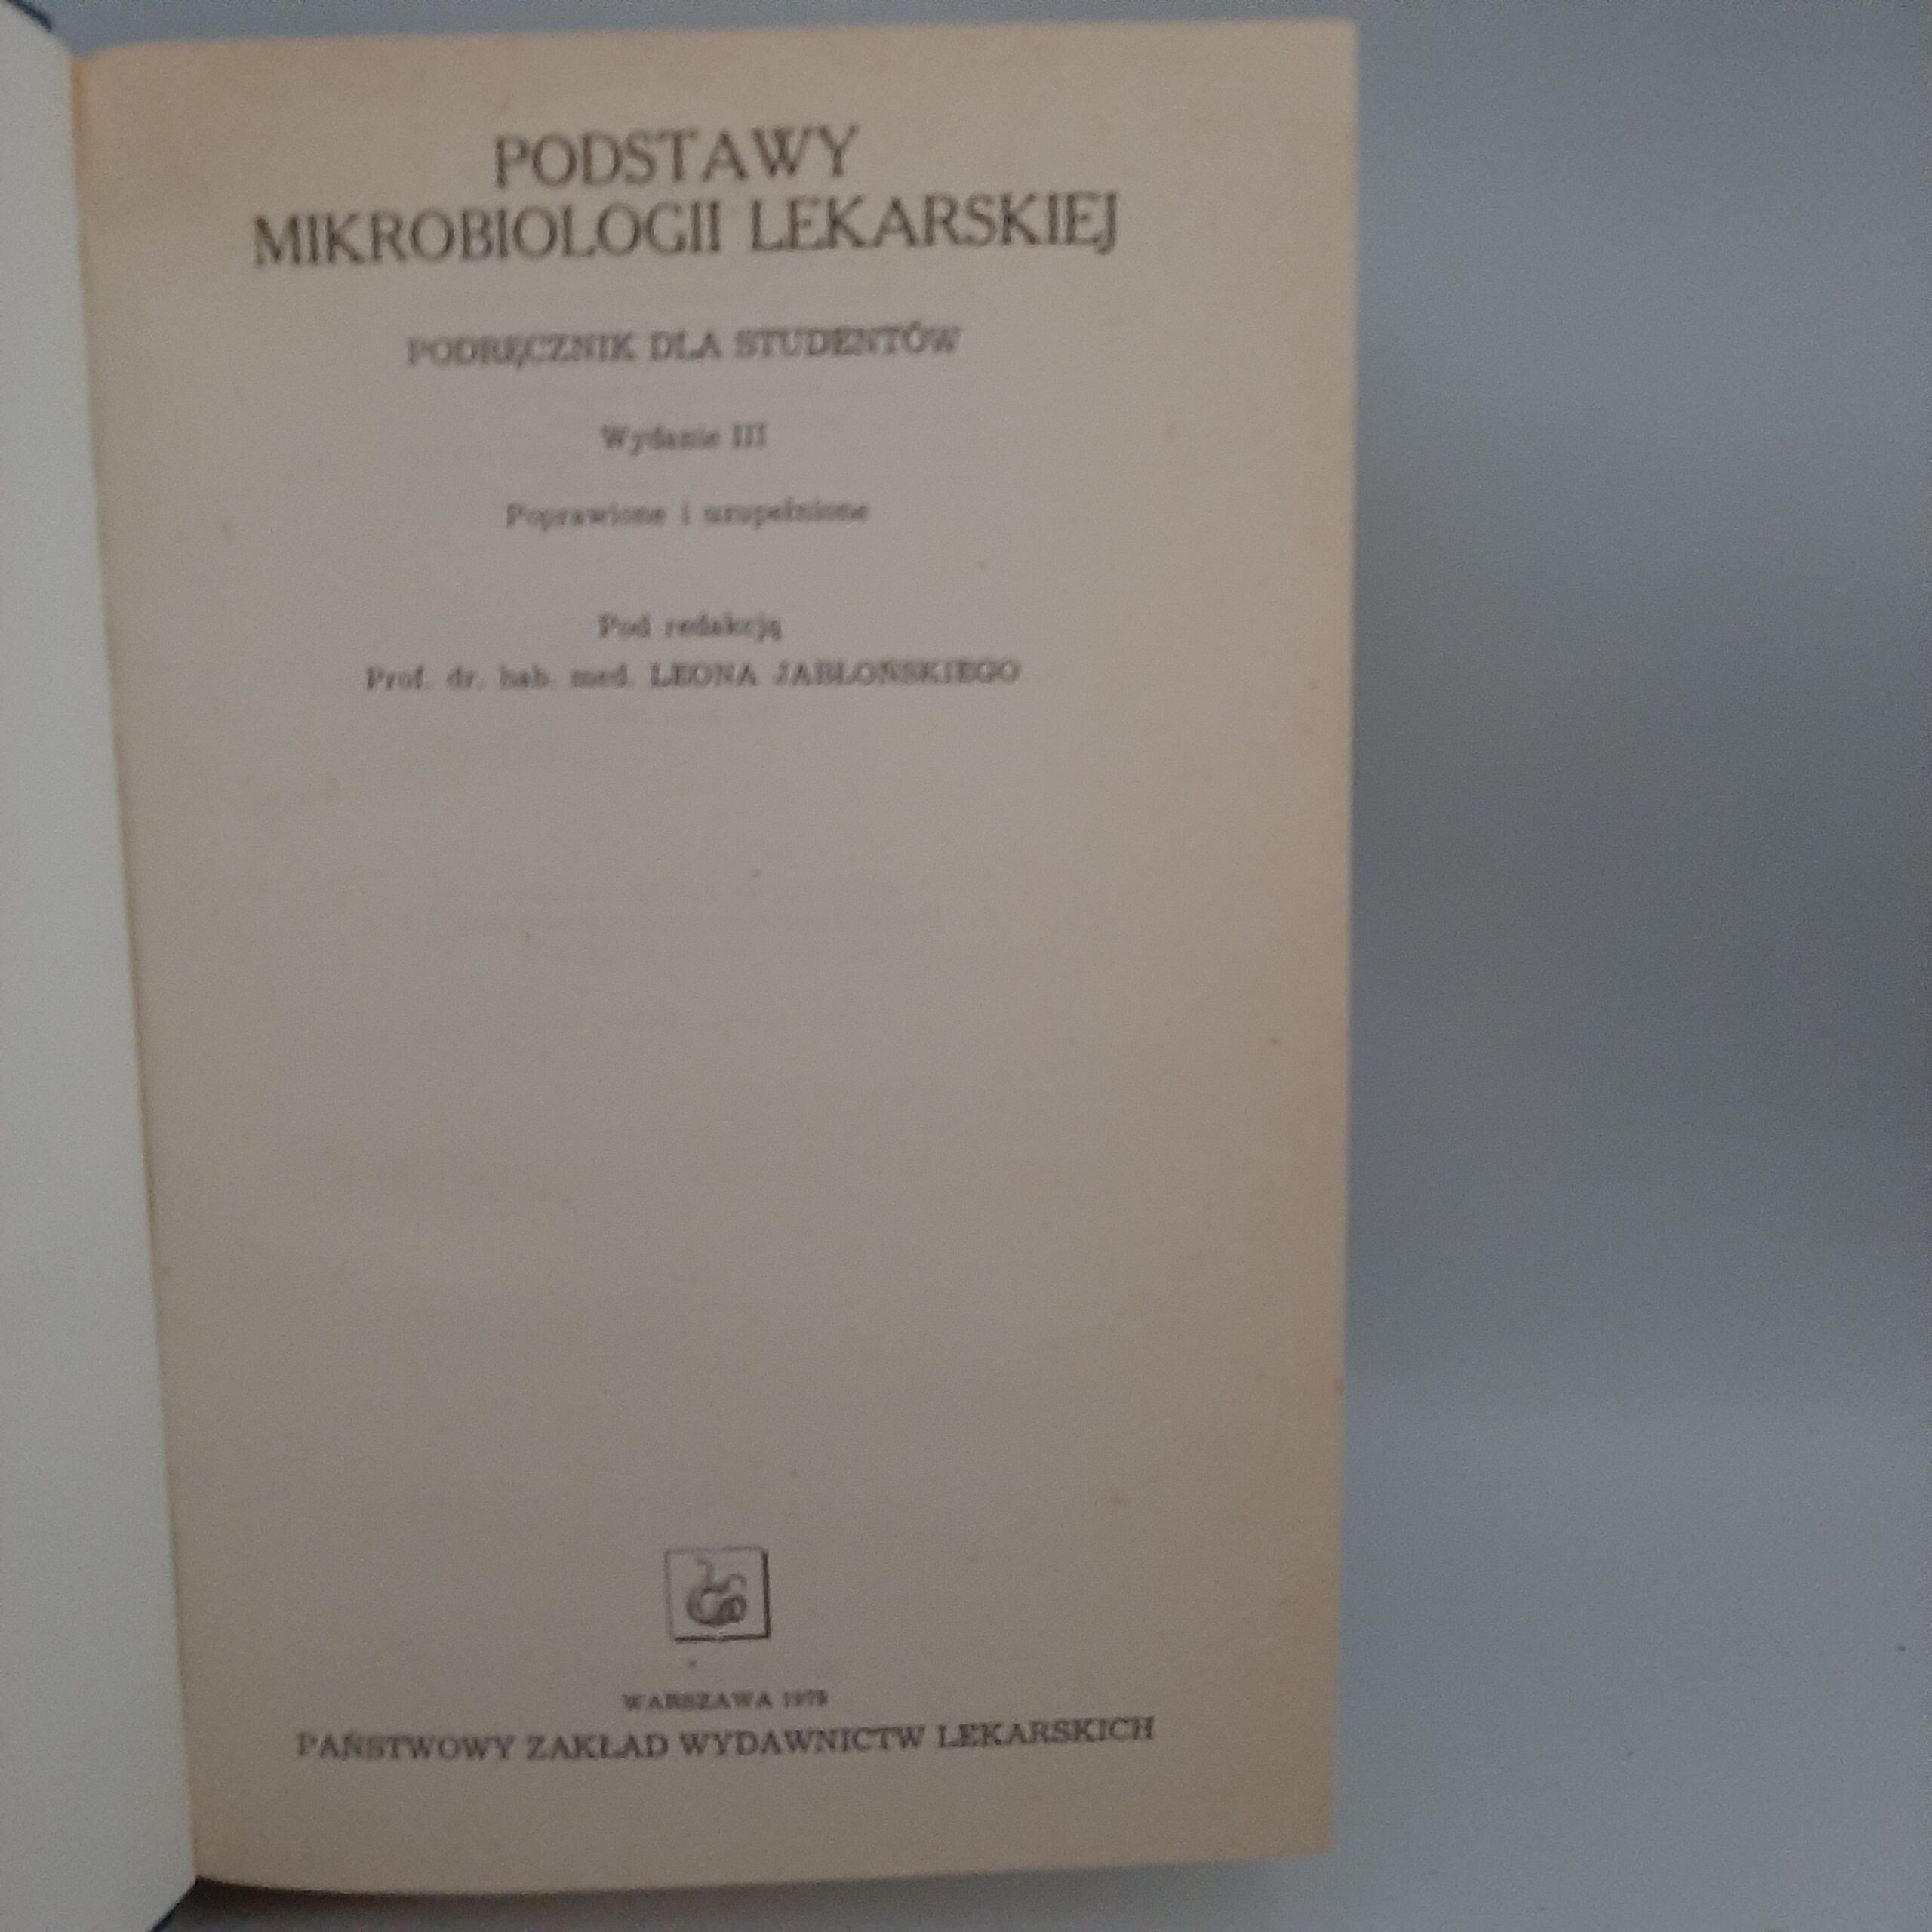 PODSTAWY
MIKROBIOLOGII LEKARSKIEJ
PODRĘCZNIK DLA STUDENTÓW
Wydanie III
Poprawione i uzupełnione
Pod redakcją
Prof. dr. hab. med. LEONA JABŁOŃSKIEGO
WARSZAWA 1979
PAŃSTWOWY ZAKŁAD WYDAWNICTW LEKARSKICH